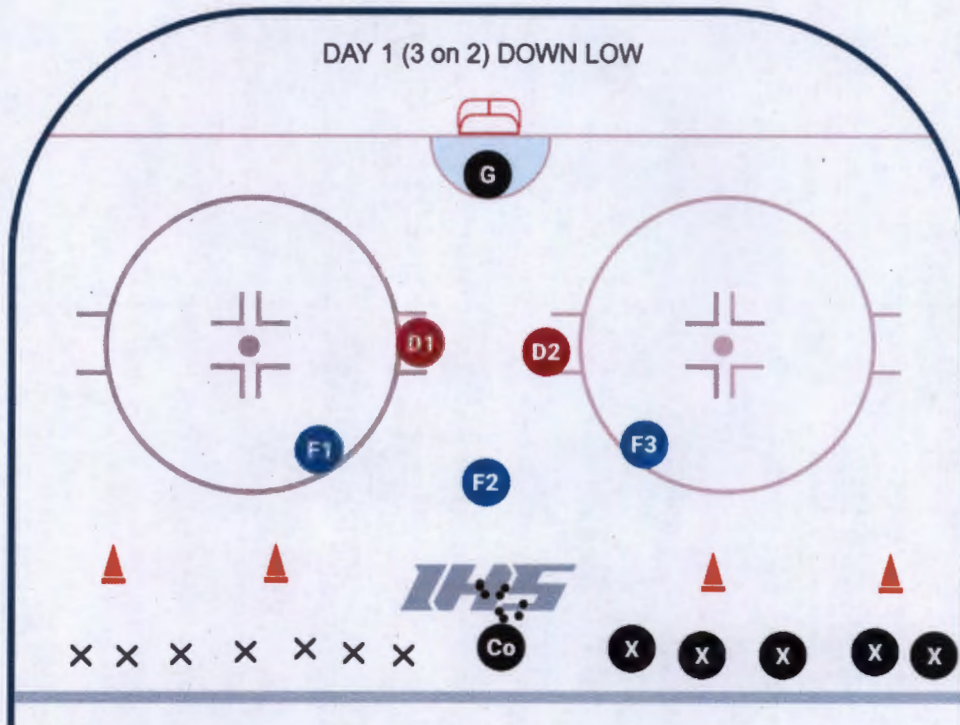 DAY 1 (3 on 2) DOWN LOW
G
D1 D2
F1 F3
F2
IHS
Co X X X X X